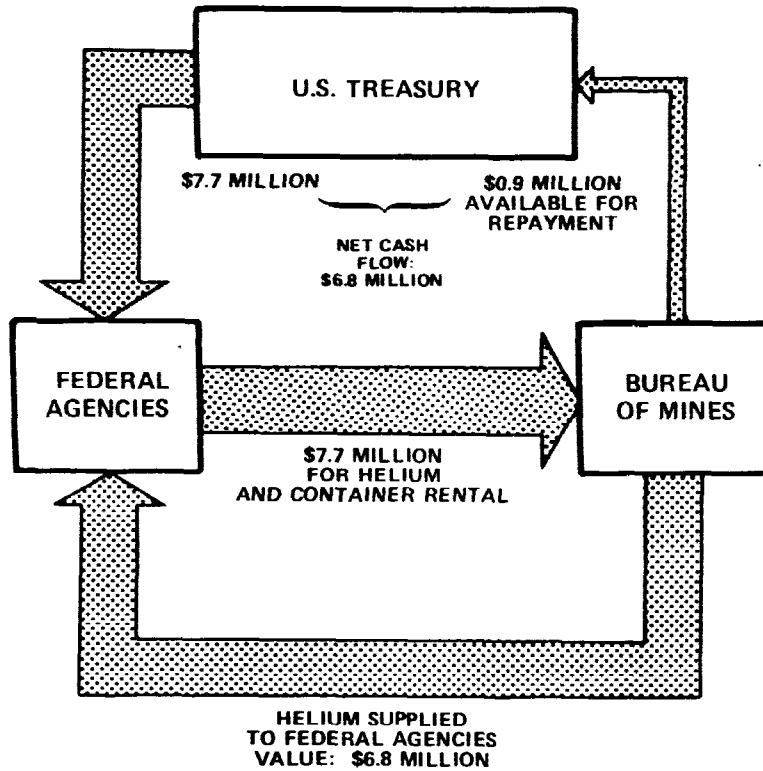 U.S. TREASURY
$7.7 MILLION
$0.9 MILLION
AVAILABLE FOR
REPAYMENT
NET CASH
FLOW:
$6.8 MILLION
FEDERAL
AGENCIES
BUREAU
OF MINES
$7.7 MILLION
FOR HELIUM
AND CONTAINER RENTAL
HELIUM SUPPLIED
TO FEDERAL AGENCIES
VALUE: $6.8 MILLION